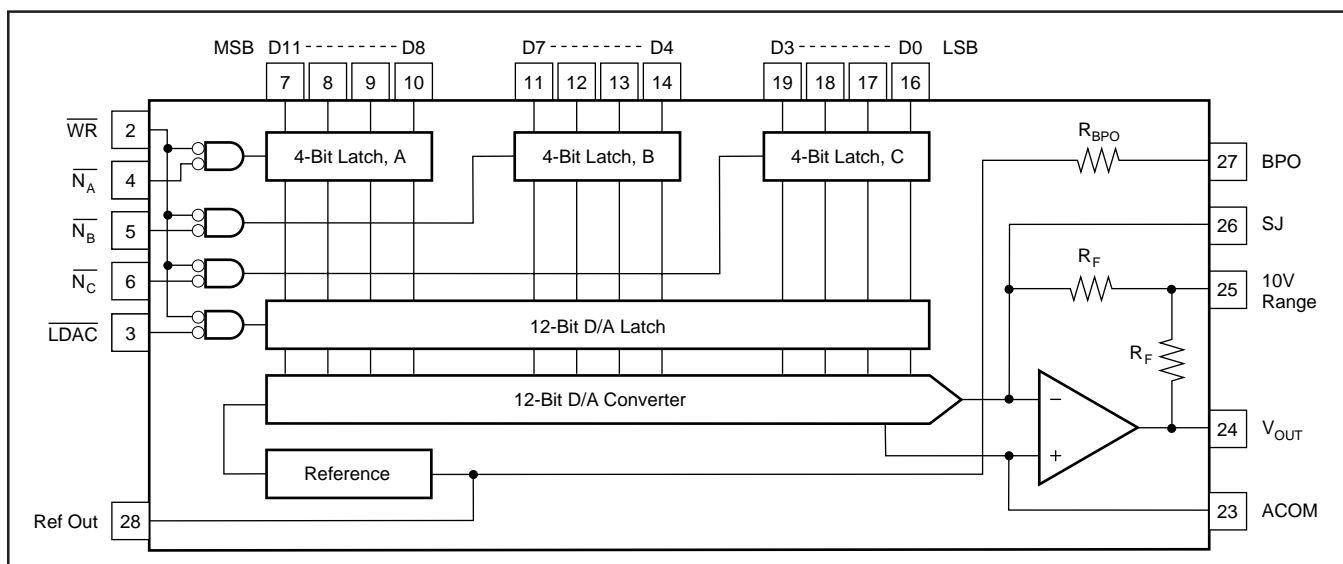 MSB D11 ------------ D8
D7 ------------ D4
D3 ------------ D0 LSB
7 8 9 10
11 12 13 14
19 18 17 16
WR 2
N_A 4
N_B 5
N_C 6
LDAC 3
4-Bit Latch, A
4-Bit Latch, B
4-Bit Latch, C
R_BPO
27 BPO
26 SJ
R_F
25 10V
Range
12-Bit D/A Latch
R_F
12-Bit D/A Converter
−
+
24 V_OUT
Reference
Ref Out 28
23 ACOM